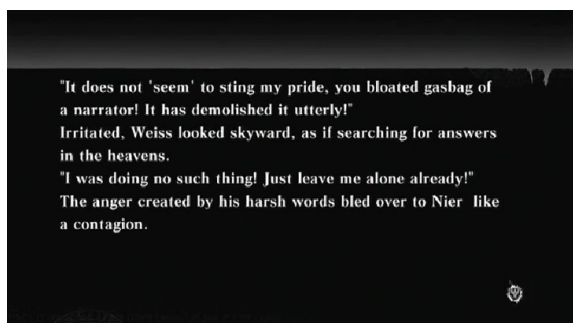 "It does not 'seem' to sting my pride, you bloated gasbag of
a narrator! It has demolished it utterly!"
Irritated, Weiss looked skyward, as if searching for answers
in the heavens.
"I was doing no such thing! Just leave me alone already!"
The anger created by his harsh words bled over to Nier like
a contagion.